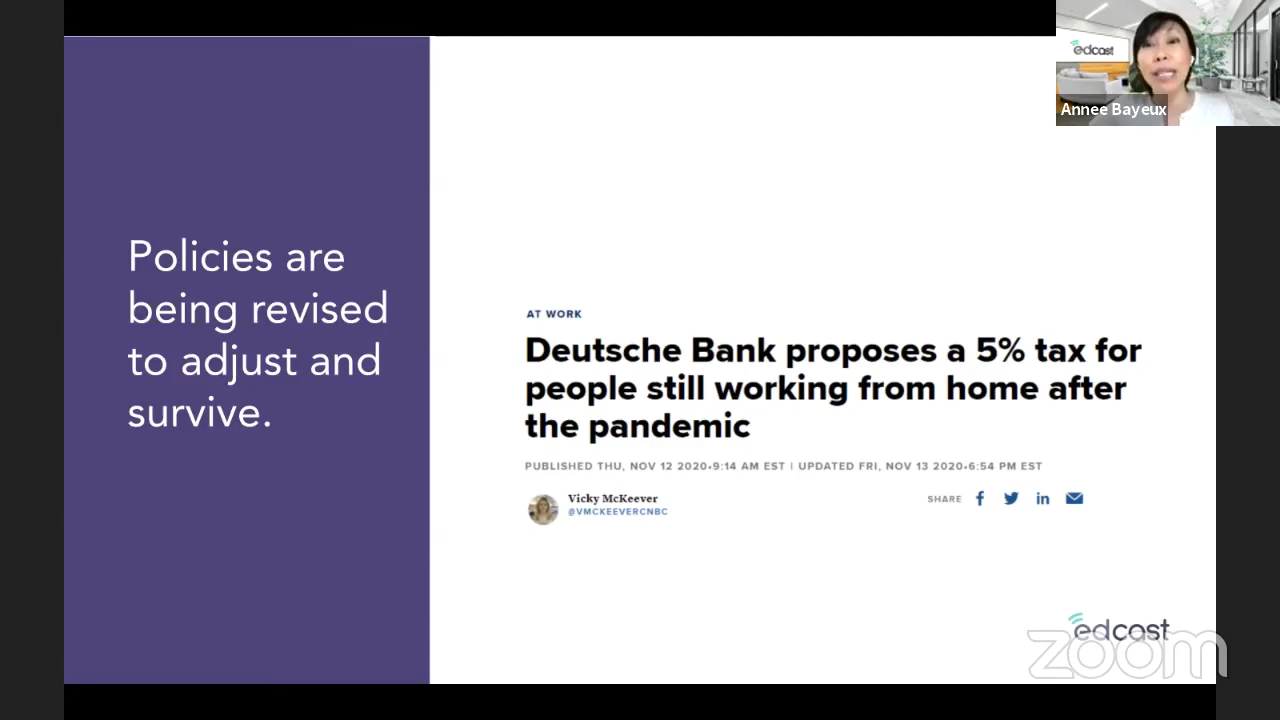 edcast
Annee Bayeux
Policies are
being revised
to adjust and
survive.
AT WORK
Deutsche Bank proposes a 5% tax for
people still working from home after
the pandemic
PUBLISHED THU, NOV 12 2020•9:14 AM EST | UPDATED FRI, NOV 13 2020•6:54 PM EST
Vicky McKeever
@VMCKEEVERCNBC
SHARE
edcast
zoom